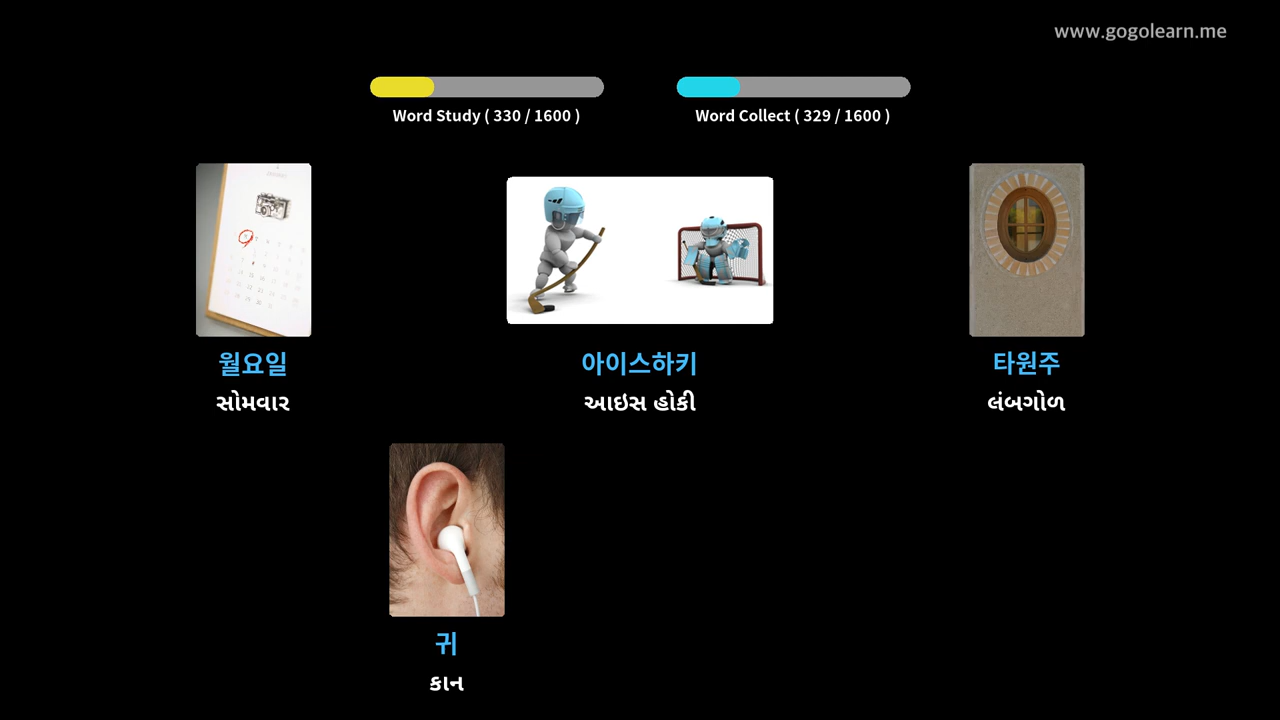 www.gogolearn.me
Word Study ( 330 / 1600 )
Word Collect ( 329 / 1600 )
월요일
아이스하키
타원주
સોમવાર
આઇસ હોકી
લંબગોળ
귀
કાન